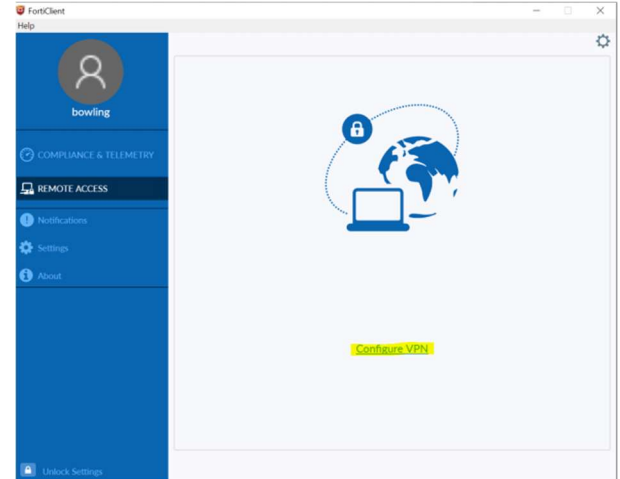 FortiClient
Help
bowling
COMPLIANCE & TELEMETRY
REMOTE ACCESS
Notifications
Settings
About
Configure VPN
Unlock Settings